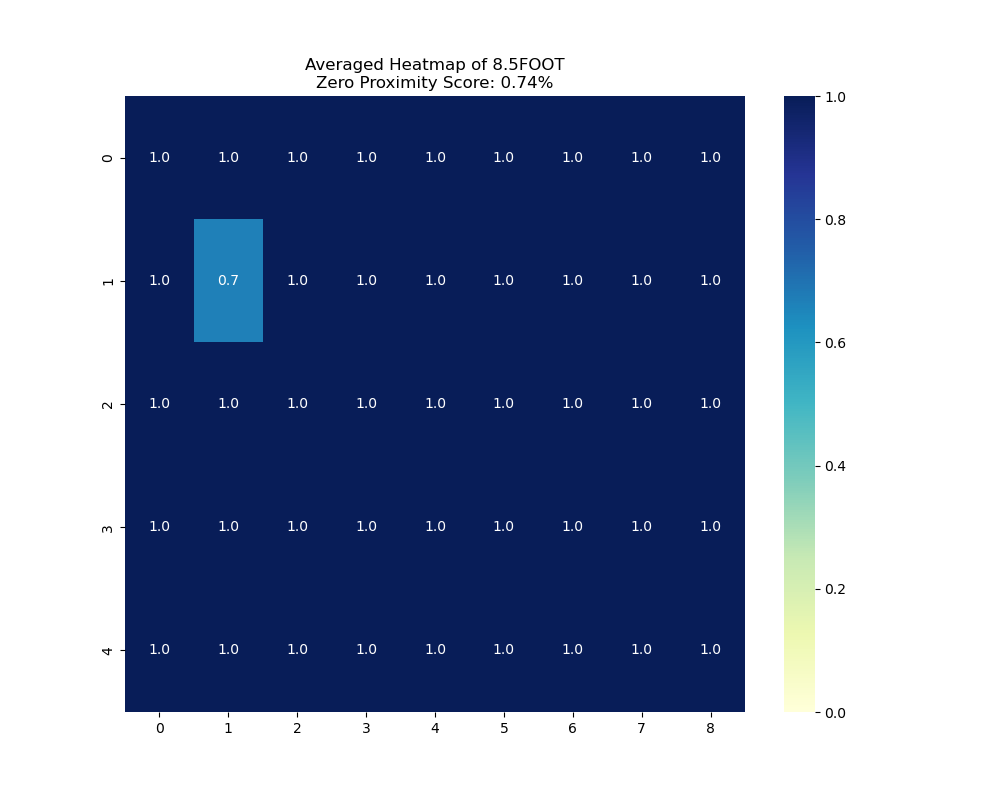 Averaged Heatmap of 8.5FOOT
Zero Proximity Score: 0.74%
0 1.0 1.0 1.0 1.0 1.0 1.0 1.0 1.0 1.0
1 1.0 0.7 1.0 1.0 1.0 1.0 1.0 1.0 1.0
2 1.0 1.0 1.0 1.0 1.0 1.0 1.0 1.0 1.0
3 1.0 1.0 1.0 1.0 1.0 1.0 1.0 1.0 1.0
4 1.0 1.0 1.0 1.0 1.0 1.0 1.0 1.0 1.0
0 1 2 3 4 5 6 7 8
1.0
0.8
0.6
0.4
0.2
0.0